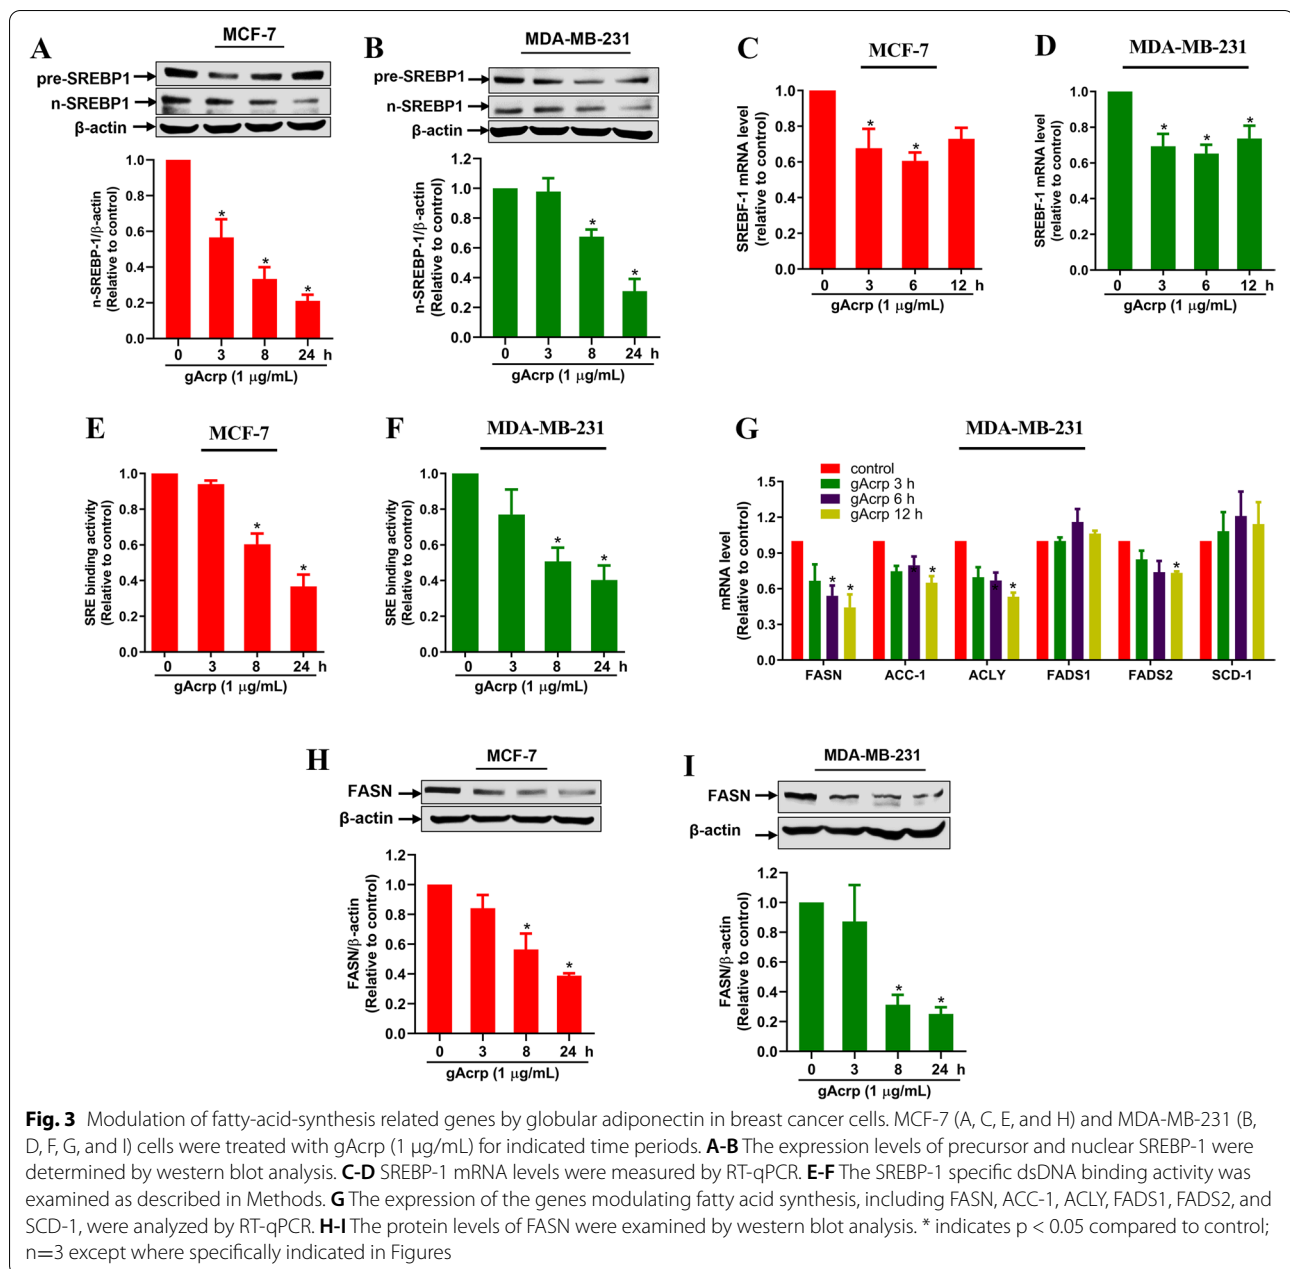 A
MCF-7
pre-SREBP1
n-SREBP1
β-actin
n-SREBP-1/β-actin
(Relative to control)
1.0
0.8
0.6
0.4
0.2
0.0
* * *
0 3 8 24 h
gAcrp (1 μg/mL)
B
MDA-MB-231
pre-SREBP1
n-SREBP1
β-actin
n-SREBP-1/β-actin
(Relative to control)
1.2
1.0
0.8
0.6
0.4
0.2
0.0
* *
0 3 8 24 h
gAcrp (1 μg/mL)
C
MCF-7
SREBF-1 mRNA level
(relative to control)
1.0
0.8
0.6
0.4
0.2
0.0
* *
0 3 6 12 h
gAcrp (1 μg/mL)
D
MDA-MB-231
SREBF-1 mRNA level
(relative to control)
1.0
0.8
0.6
0.4
0.2
0.0
* * *
0 3 6 12 h
gAcrp (1 μg/mL)
E
MCF-7
SRE binding activity
(Relative to control)
1.0
0.8
0.6
0.4
0.2
0.0
* *
0 3 8 24 h
gAcrp (1 μg/mL)
F
MDA-MB-231
SRE binding activity
(Relative to control)
1.0
0.8
0.6
0.4
0.2
0.0
* *
0 3 8 24 h
gAcrp (1 μg/mL)
G
MDA-MB-231
control
gAcrp 3 h
gAcrp 6 h
gAcrp 12 h
mRNA level
(Relative to control)
1.5
1.2
0.9
0.6
0.3
0.0
* * * * * * *
FASN ACC-1 ACLY FADS1 FADS2 SCD-1
H
MCF-7
FASN
β-actin
FASN/β-actin
(Relative to control)
1.2
1.0
0.8
0.6
0.4
0.2
0.0
* *
0 3 8 24 h
gAcrp (1 μg/mL)
I
MDA-MB-231
FASN
β-actin
FASN/β-actin
(Relative to control)
1.2
1.0
0.8
0.6
0.4
0.2
0.0
* *
0 3 8 24 h
gAcrp (1 μg/mL)
Fig. 3 Modulation of fatty-acid-synthesis related genes by globular adiponectin in breast cancer cells. MCF-7 (A, C, E, and H) and MDA-MB-231 (B,
D, F, G, and I) cells were treated with gAcrp (1 μg/mL) for indicated time periods. A-B The expression levels of precursor and nuclear SREBP-1 were
determined by western blot analysis. C-D SREBP-1 mRNA levels were measured by RT-qPCR. E-F The SREBP-1 specific dsDNA binding activity was
examined as described in Methods. G The expression of the genes modulating fatty acid synthesis, including FASN, ACC-1, ACLY, FADS1, FADS2, and
SCD-1, were analyzed by RT-qPCR. H-I The protein levels of FASN were examined by western blot analysis. * indicates p < 0.05 compared to control;
n=3 except where specifically indicated in Figures